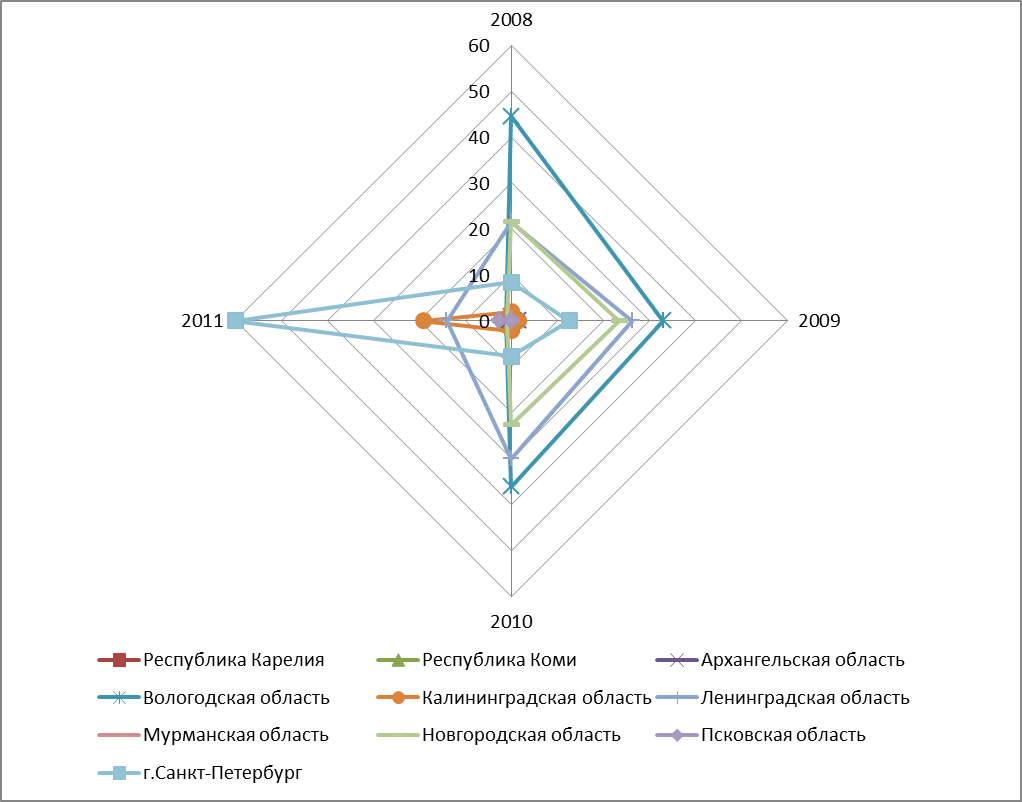 2008
60
50
40
30
20
10
2011 0 2009
2010
Республика Карелия Республика Коми Архангельская область
Вологодская область Калининградская область Ленинградская область
Мурманская область Новгородская область Псковская область
г.Санкт-Петербург